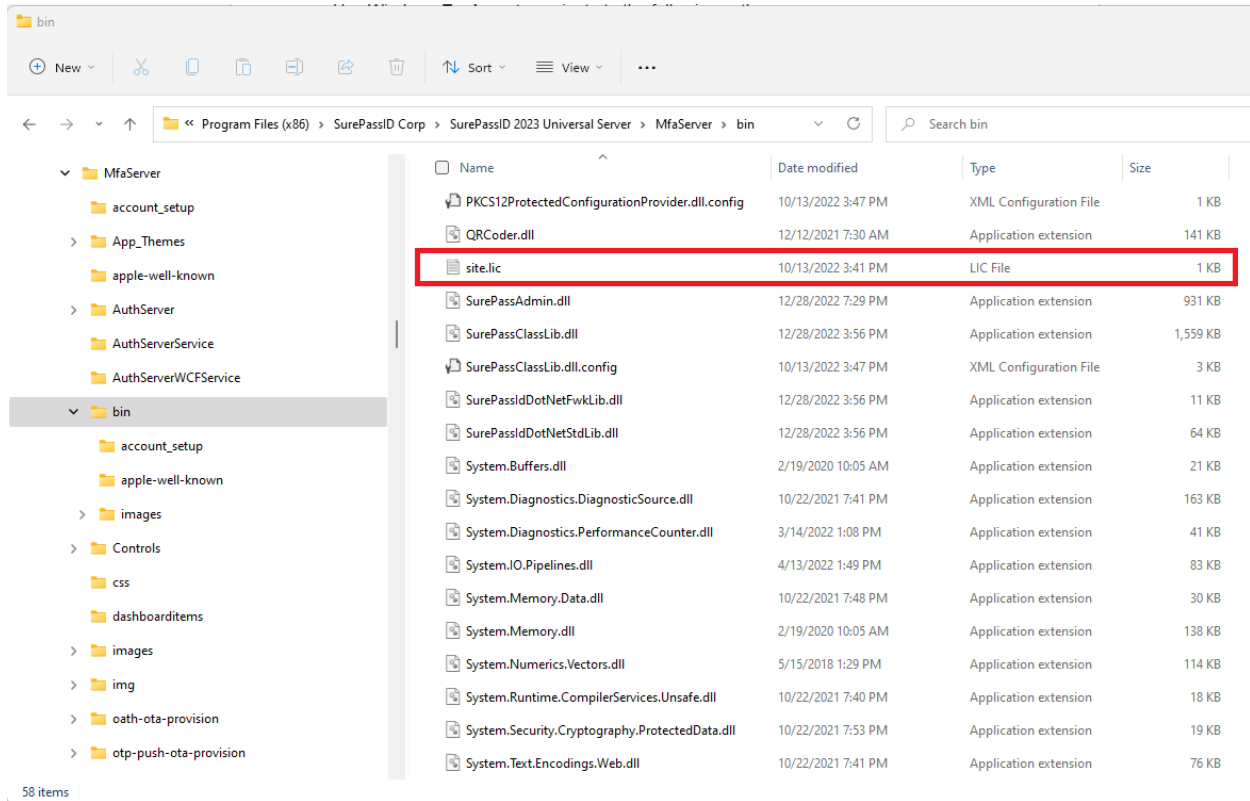 bin
New Sort View ...
« Program Files (x86) > SurePassID Corp > SurePassID 2023 Universal Server > MfaServer > bin Search bin
MfaServer
account_setup
App_Themes
apple-well-known
AuthServer
AuthServerService
AuthServerWCFService
bin
account_setup
apple-well-known
images
Controls
css
dashboarditems
images
img
oath-ota-provision
otp-push-ota-provision
Name Date modified Type Size
PKCS12ProtectedConfigurationProvider.dll.config 10/13/2022 3:47 PM XML Configuration File 1 KB
QRCoder.dll 12/12/2021 7:30 AM Application extension 141 KB
site.lic 10/13/2022 3:41 PM LIC File 1 KB
SurePassAdmin.dll 12/28/2022 7:29 PM Application extension 931 KB
SurePassClassLib.dll 12/28/2022 3:56 PM Application extension 1,559 KB
SurePassClassLib.dll.config 10/13/2022 3:47 PM XML Configuration File 3 KB
SurePassIdDotNetFwkLib.dll 12/28/2022 3:56 PM Application extension 11 KB
SurePassIdDotNetStdLib.dll 12/28/2022 3:56 PM Application extension 64 KB
System.Buffers.dll 2/19/2020 10:05 AM Application extension 21 KB
System.Diagnostics.DiagnosticSource.dll 10/22/2021 7:41 PM Application extension 163 KB
System.Diagnostics.PerformanceCounter.dll 3/14/2022 1:08 PM Application extension 41 KB
System.IO.Pipelines.dll 4/13/2022 1:49 PM Application extension 83 KB
System.Memory.Data.dll 10/22/2021 7:48 PM Application extension 30 KB
System.Memory.dll 2/19/2020 10:05 AM Application extension 138 KB
System.Numerics.Vectors.dll 5/15/2018 1:29 PM Application extension 114 KB
System.Runtime.CompilerServices.Unsafe.dll 10/22/2021 7:40 PM Application extension 18 KB
System.Security.Cryptography.ProtectedData.dll 10/22/2021 7:53 PM Application extension 19 KB
System.Text.Encodings.Web.dll 10/22/2021 7:41 PM Application extension 76 KB
58 items